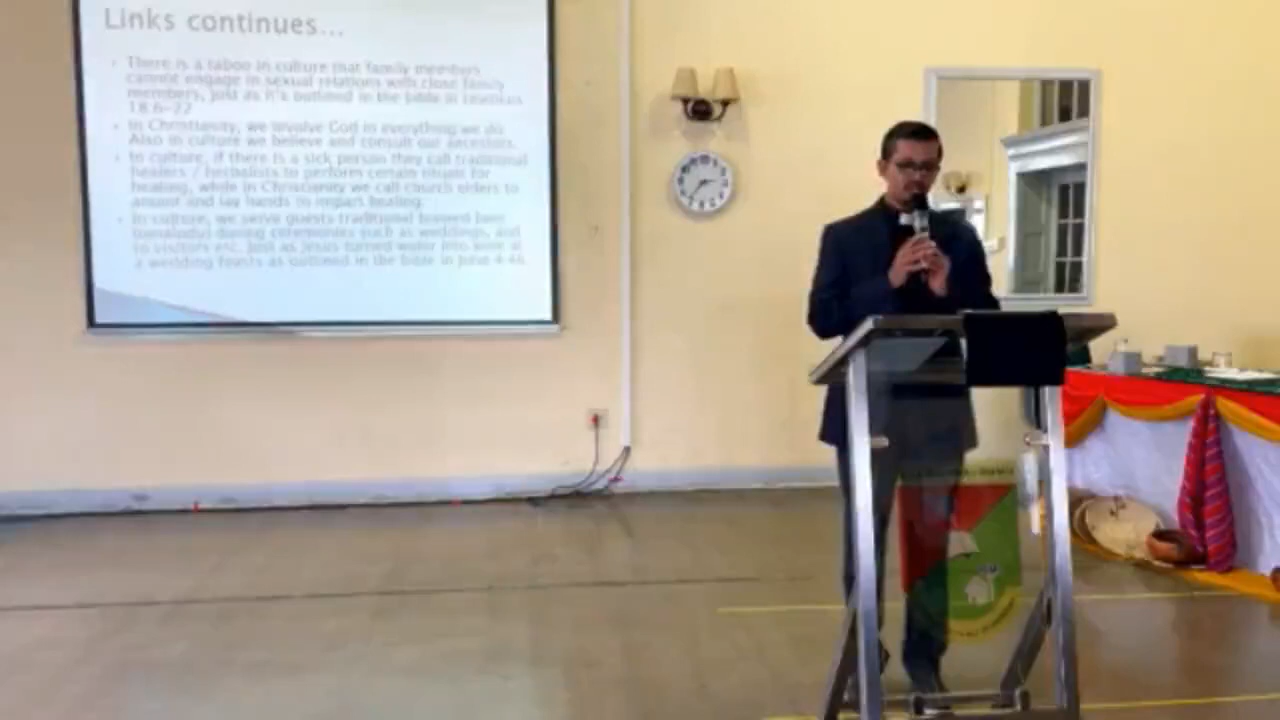 Links continues...
There is a taboo in culture that family members
cannot engage in sexual relations with close family
members, just as it's outlined in the bible in Leviticus
18:6-22
In Christianity, we involve God in everything we do.
Also in culture we believe and consult our ancestors.
In culture, if there is a sick person they call traditional
healers / herbalists to perform certain rituals for
healing, while in Christianity we call church elders to
anoint and lay hands to impart healing.
In culture, we serve guests traditional brewed beer
(umqombothi) during ceremonies such as weddings, and
to visitors etc. Just as Jesus turned water into wine at
a wedding feasts as outlined in the bible in John 4:46